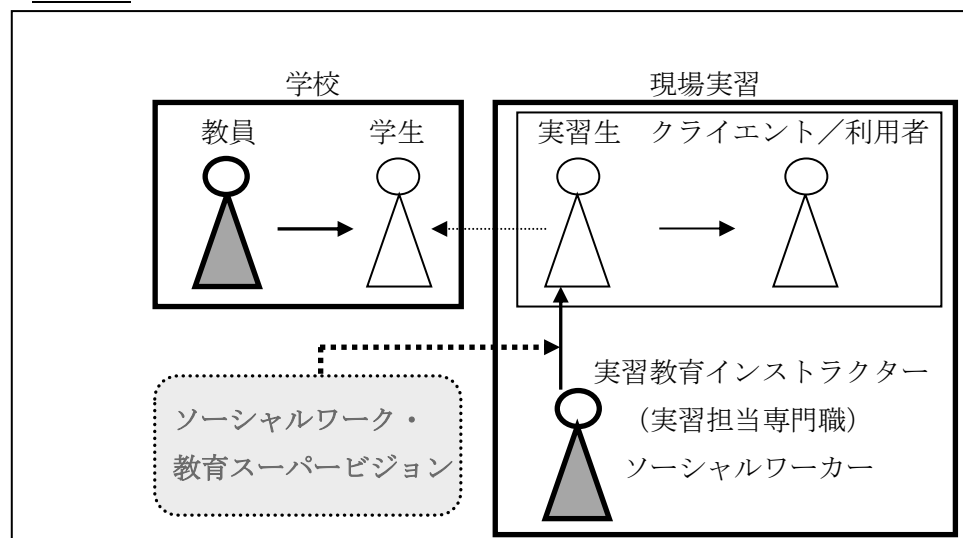 学校
現場実習
教員
学生
実習生
クライエント／利用者
ソーシャルワーク・
教育スーパービジョン
実習教育インストラクター
（実習担当専門職）
ソーシャルワーカー